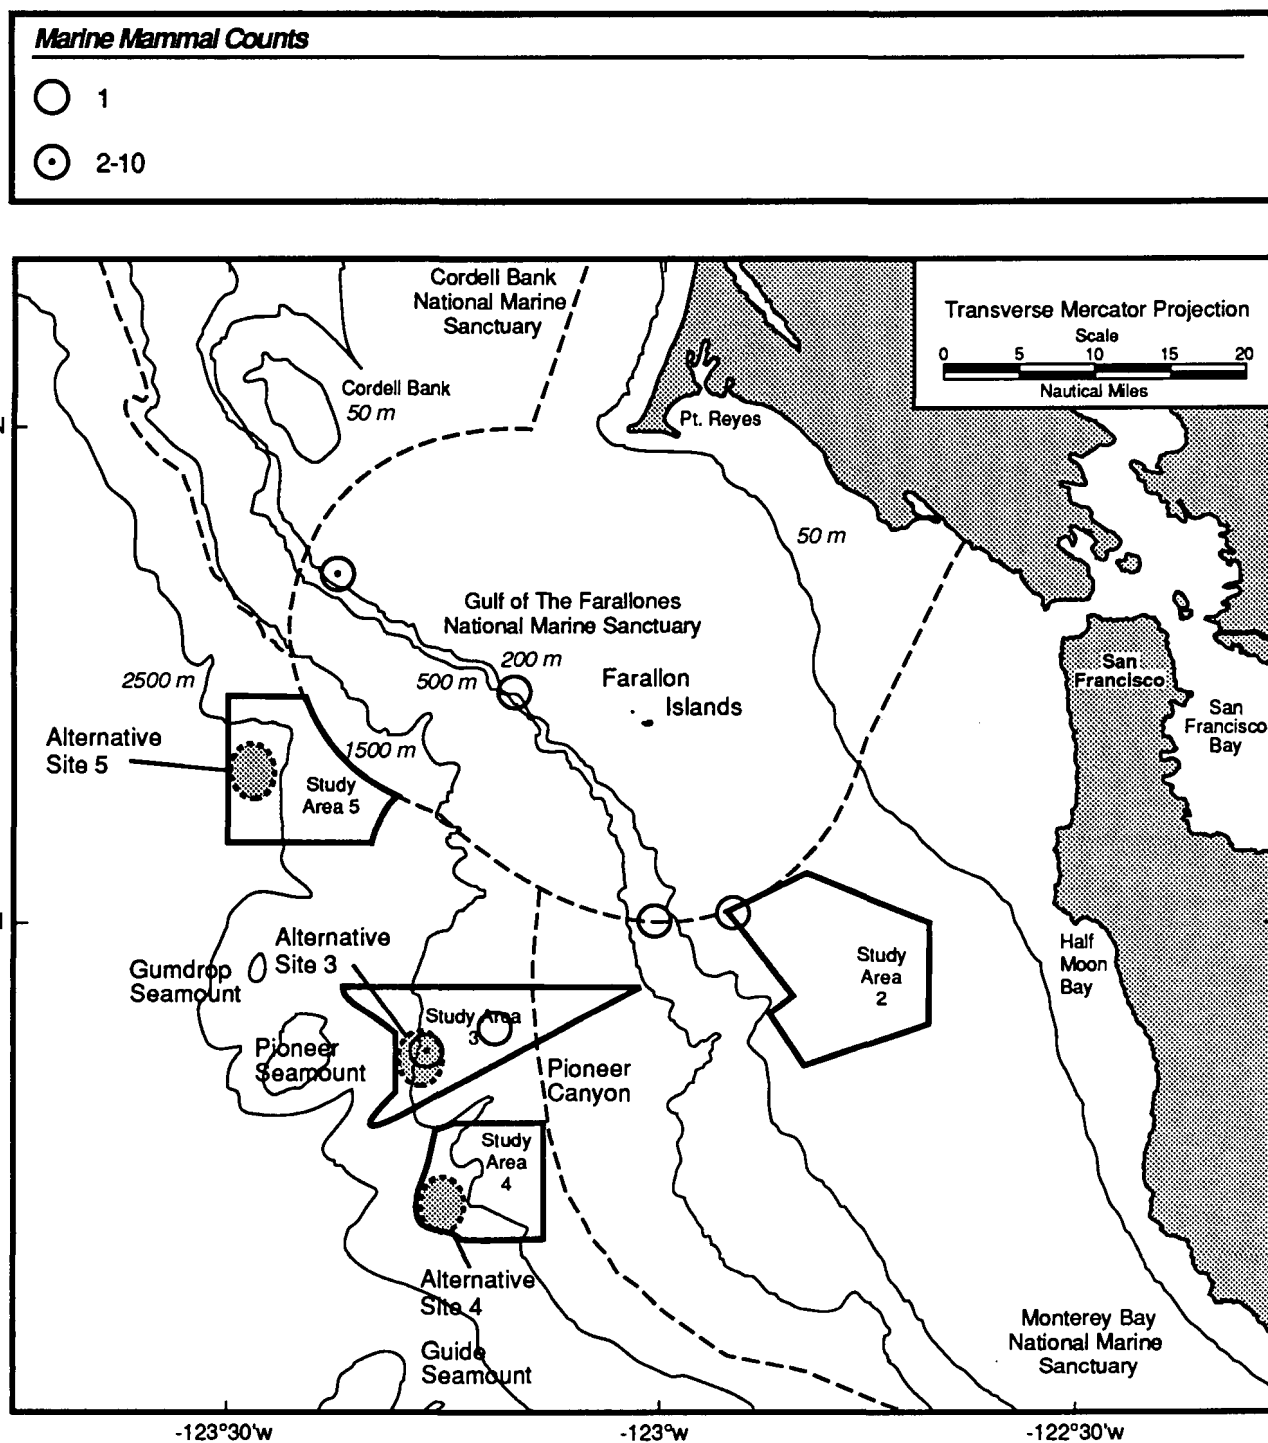 Marine Mammal Counts
1
2-10
Cordell Bank
National Marine
Sanctuary
Transverse Mercator Projection
Scale
0 5 10 15 20
Nautical Miles
Cordell Bank
50 m
Pt. Reyes
50 m
Gulf of The Farallones
National Marine Sanctuary
200 m
500 m
2500 m
Farallon
Islands
San
Francisco
San
Francisco
Bay
Alternative
Site 5
1500 m
Study
Area 5
Alternative
Site 3
Gumdrop
Seamount
Study
Area
2
Half
Moon
Bay
Study Area
3
Pioneer
Seamount
Pioneer
Canyon
Study
Area
4
Alternative
Site 4
Guide
Seamount
Monterey Bay
National Marine
Sanctuary
-123°30'W
-123°W
-122°30'W